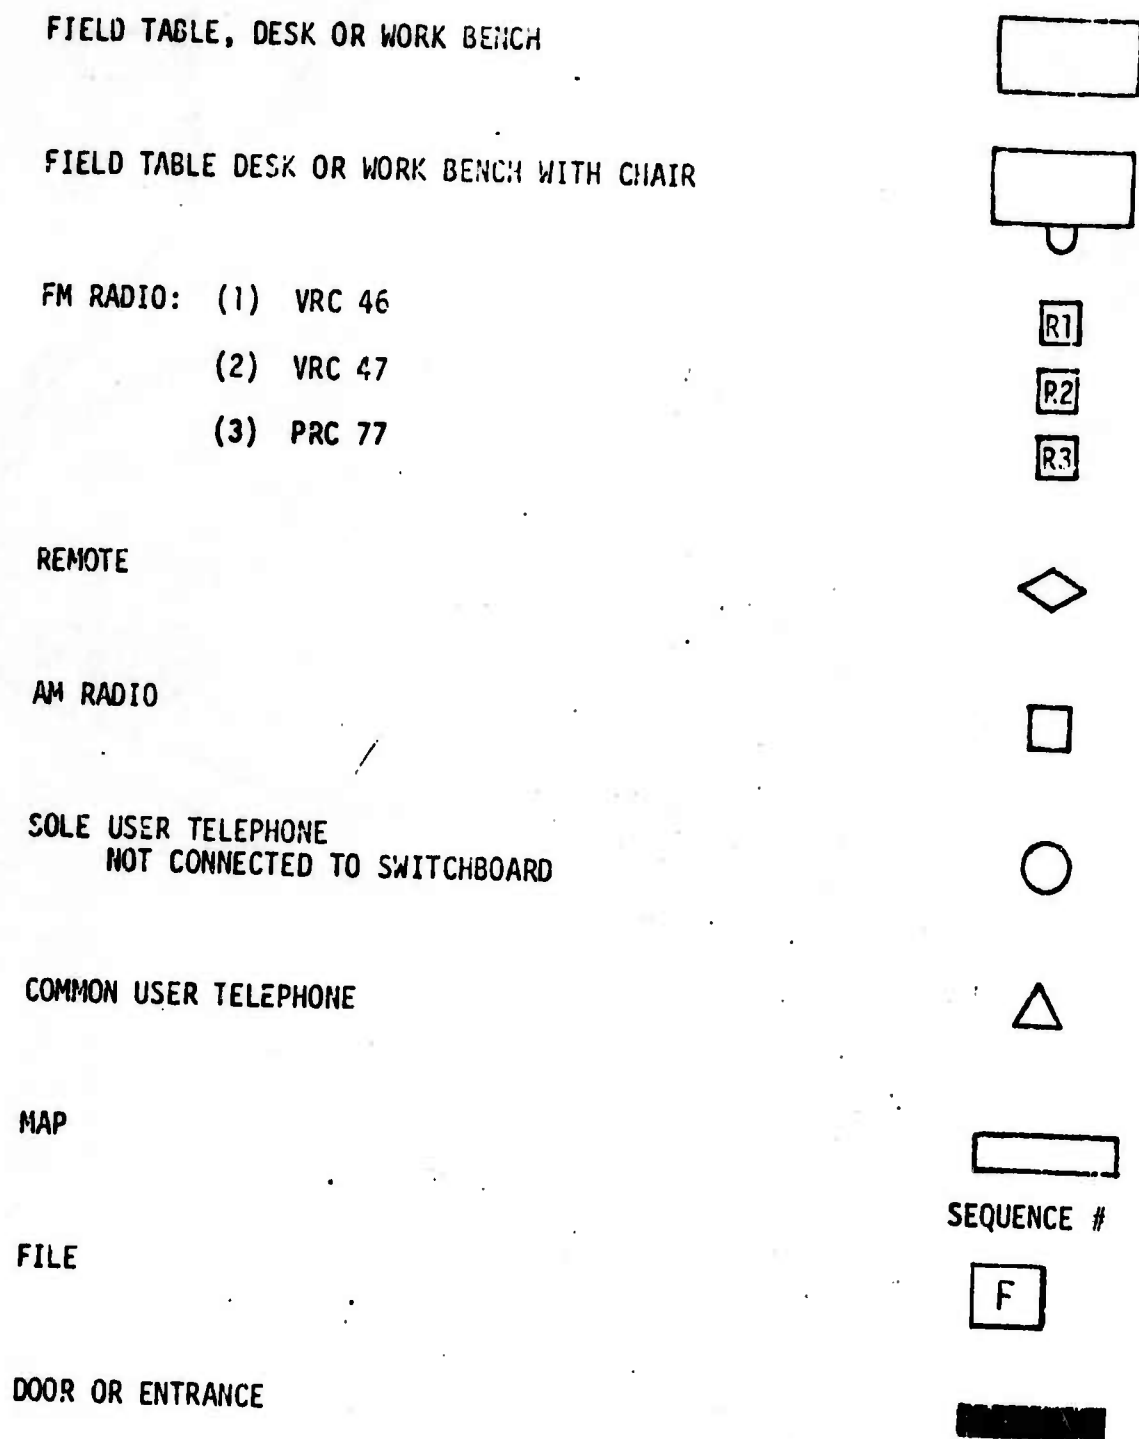 FIELD TABLE, DESK OR WORK BENCH
FIELD TABLE DESK OR WORK BENCH WITH CHAIR
FM RADIO: (1) VRC 46
R1
(2) VRC 47
R2
(3) PRC 77
R3
REMOTE
AM RADIO
SOLE USER TELEPHONE
NOT CONNECTED TO SWITCHBOARD
COMMON USER TELEPHONE
MAP
SEQUENCE #
FILE
F
DOOR OR ENTRANCE